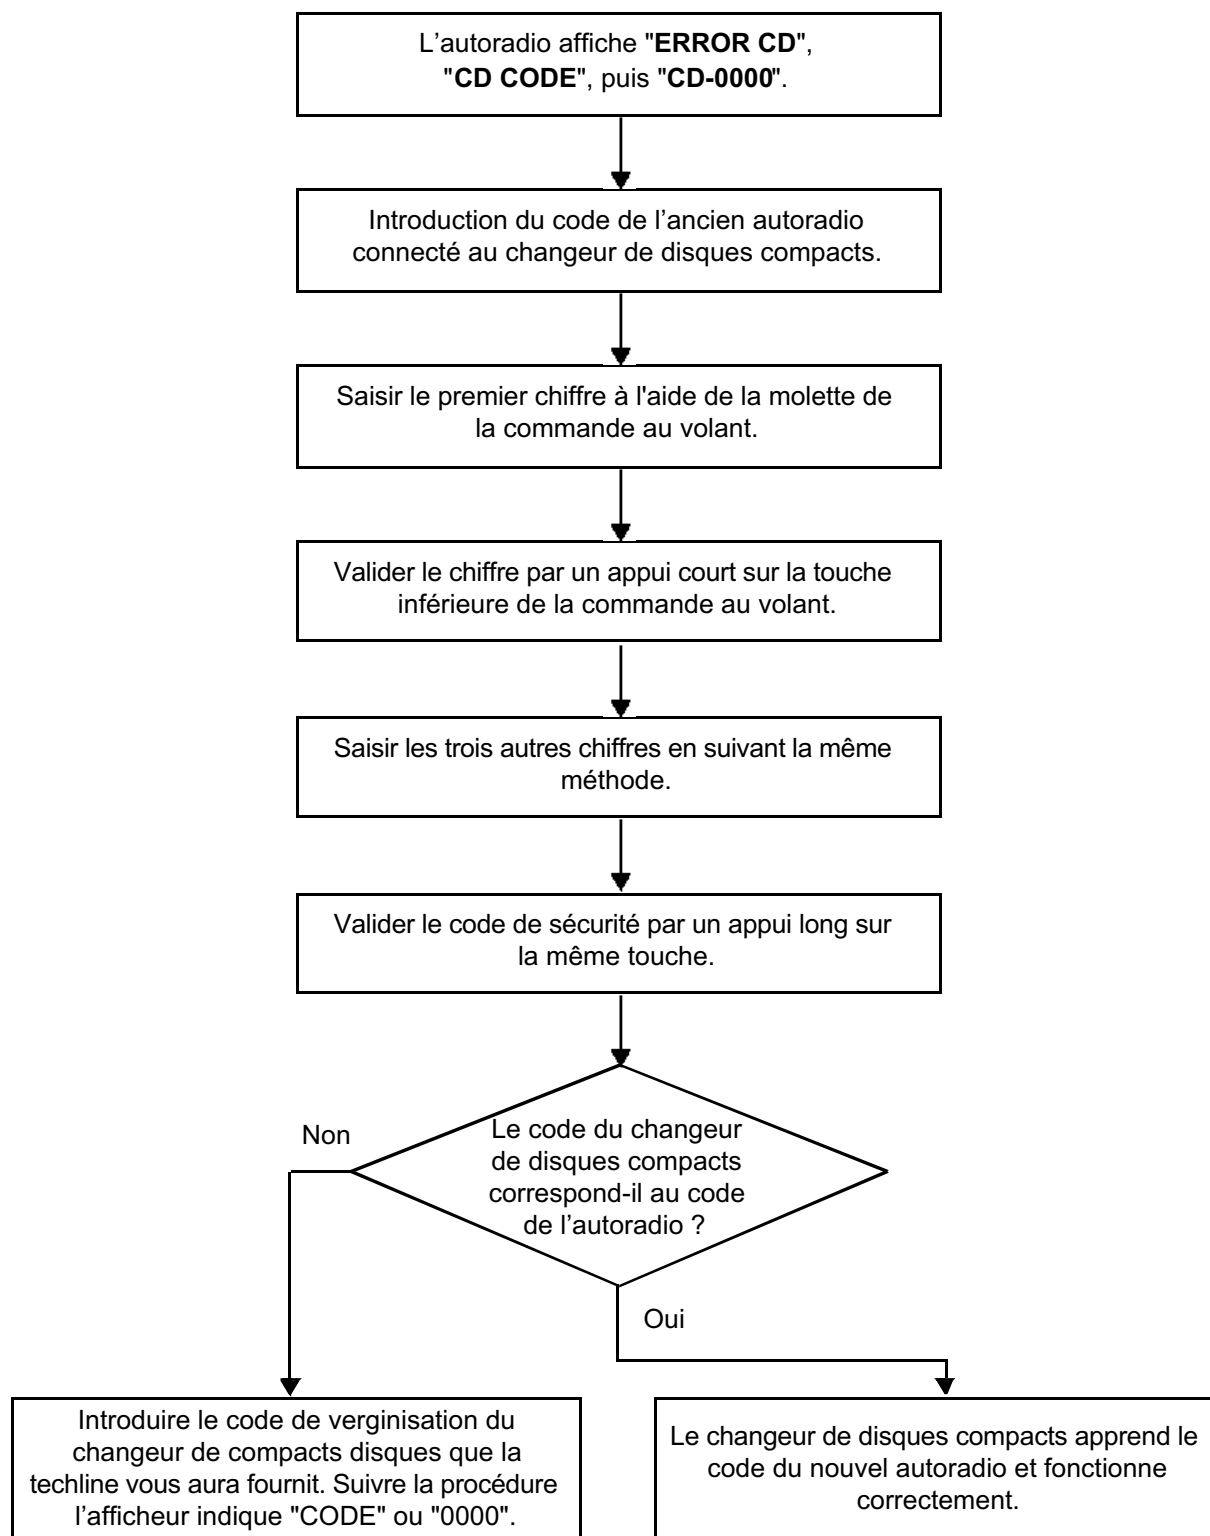 L’autoradio affiche "ERROR CD",
"CD CODE", puis "CD-0000".
Introduction du code de l’ancien autoradio
connecté au changeur de disques compacts.
Saisir le premier chiffre à l'aide de la molette de
la commande au volant.
Valider le chiffre par un appui court sur la touche
inférieure de la commande au volant.
Saisir les trois autres chiffres en suivant la même
méthode.
Valider le code de sécurité par un appui long sur
la même touche.
Non
Le code du changeur
de disques compacts
correspond-il au code
de l’autoradio ?
Oui
Introduire le code de verginisation du
changeur de compacts disques que la
techline vous aura fournit. Suivre la procédure
l’afficheur indique "CODE" ou "0000".
Le changeur de disques compacts apprend le
code du nouvel autoradio et fonctionne
correctement.